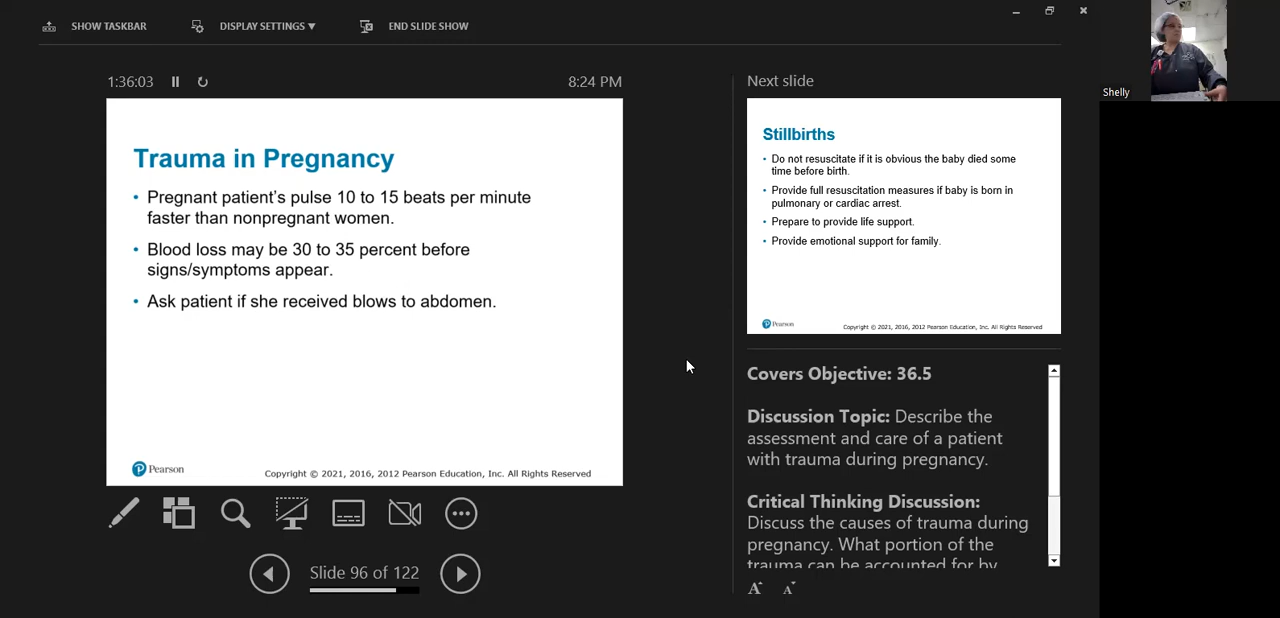 SHOW TASKBAR DISPLAY SETTINGS ▼ END SLIDE SHOW
1:36:03 8:24 PM
Trauma in Pregnancy
• Pregnant patient's pulse 10 to 15 beats per minute
faster than nonpregnant women.
• Blood loss may be 30 to 35 percent before
signs/symptoms appear.
• Ask patient if she received blows to abdomen.
Pearson
Copyright © 2021, 2016, 2012 Pearson Education, Inc. All Rights Reserved
Slide 96 of 122
Next slide
Stillbirths
• Do not resuscitate if it is obvious the baby died some
time before birth.
• Provide full resuscitation measures if baby is born in
pulmonary or cardiac arrest.
• Prepare to provide life support.
• Provide emotional support for family.
Pearson
Copyright © 2021, 2016, 2012 Pearson Education, Inc. All Rights Reserved
Covers Objective: 36.5
Discussion Topic: Describe the
assessment and care of a patient
with trauma during pregnancy.
Critical Thinking Discussion:
Discuss the causes of trauma during
pregnancy. What portion of the
trauma can be accounted for by
A A
Shelly